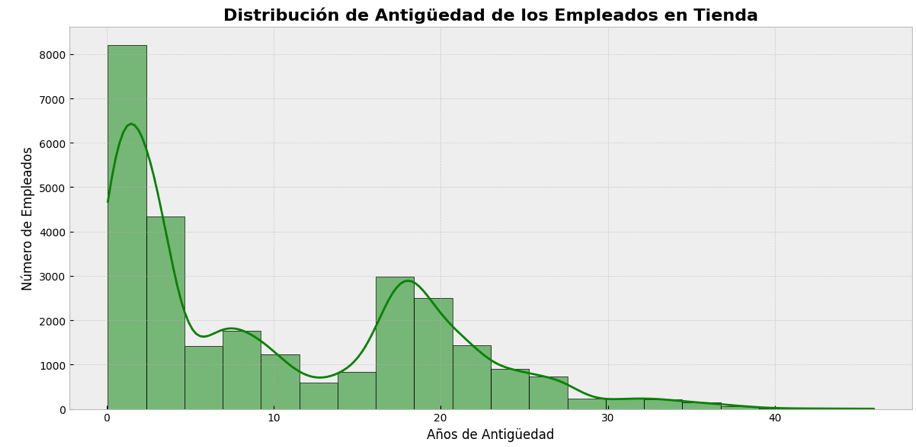 Distribución de Antigüedad de los Empleados en Tienda
8000
7000
6000
5000
4000
3000
2000
1000
0
Número de Empleados
0 10 20 30 40
Años de Antigüedad